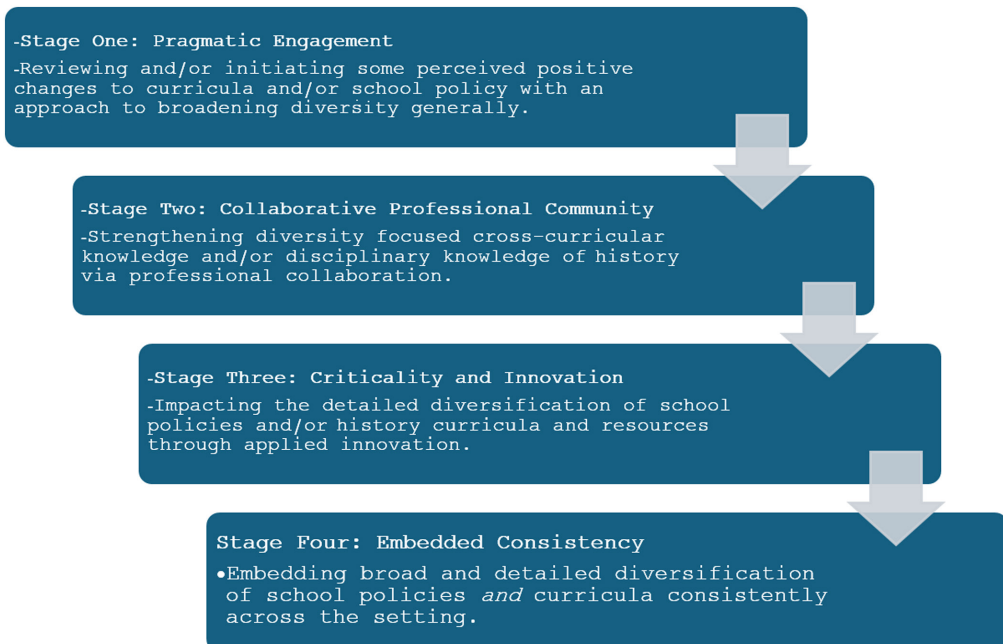 -Stage One: Pragmatic Engagement
-Reviewing and/or initiating some perceived positive
changes to curricula and/or school policy with an
approach to broadening diversity generally.
-Stage Two: Collaborative Professional Community
-Strengthening diversity focused cross-curricular
knowledge and/or disciplinary knowledge of history
via professional collaboration.
-Stage Three: Criticality and Innovation
-Impacting the detailed diversification of school
policies and/or history curricula and resources
through applied innovation.
Stage Four: Embedded Consistency
•Embedding broad and detailed diversification
of school policies and curricula consistently
across the setting.